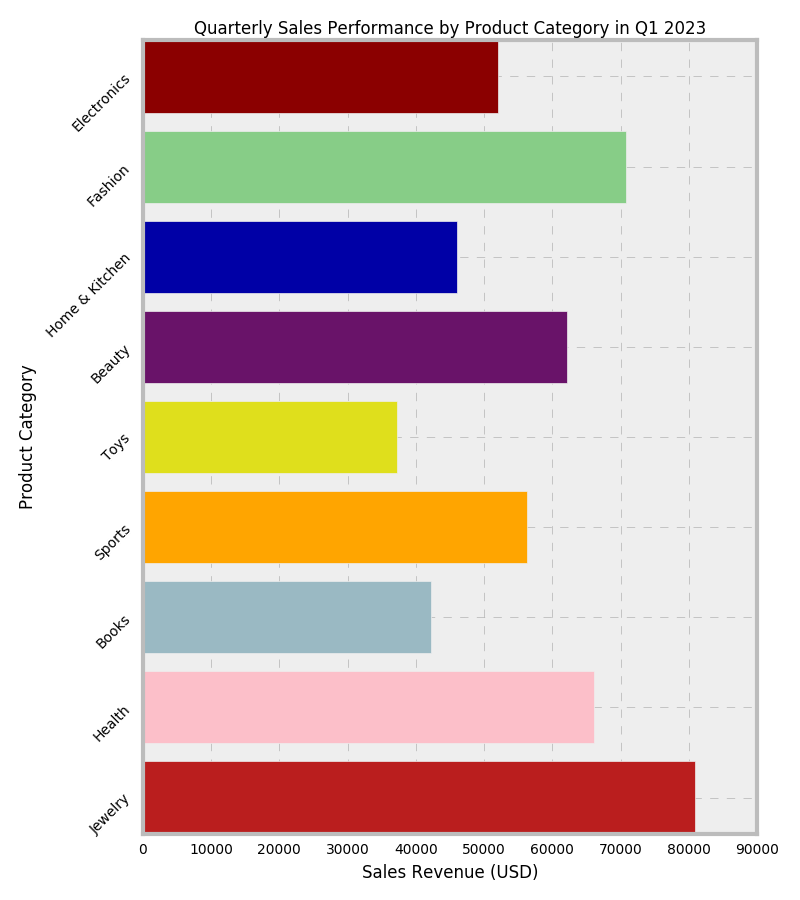 Quarterly Sales Performance by Product Category in Q1 2023
Electronics
Fashion
Home & Kitchen
Beauty
Toys
Sports
Books
Health
Jewelry
Product Category
0 10000 20000 30000 40000 50000 60000 70000 80000 90000
Sales Revenue (USD)